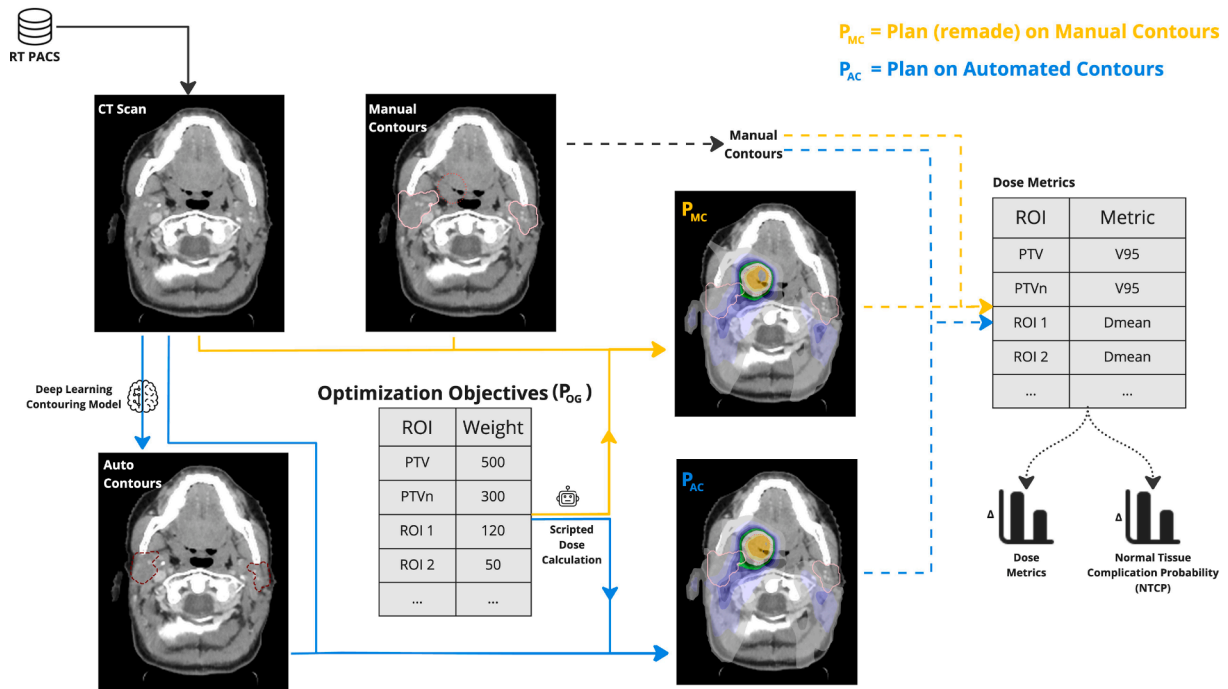 P_MC = Plan (remade) on Manual Contours
P_AC = Plan on Automated Contours
RT PACS
CT Scan
Manual
Contours
Manual
Contours
Dose Metrics
ROI Metric
PTV V95
PTVn V95
ROI 1 Dmean
ROI 2 Dmean
... ...
P_MC
Deep Learning
Contouring Model
Optimization Objectives (P_OG)
ROI Weight
PTV 500
PTVn 300
ROI 1 120
ROI 2 50
... ...
Scripted
Dose
Calculation
Auto
Contours
P_AC
Δ
Dose
Metrics
Δ
Normal Tissue
Complication Probability
(NTCP)